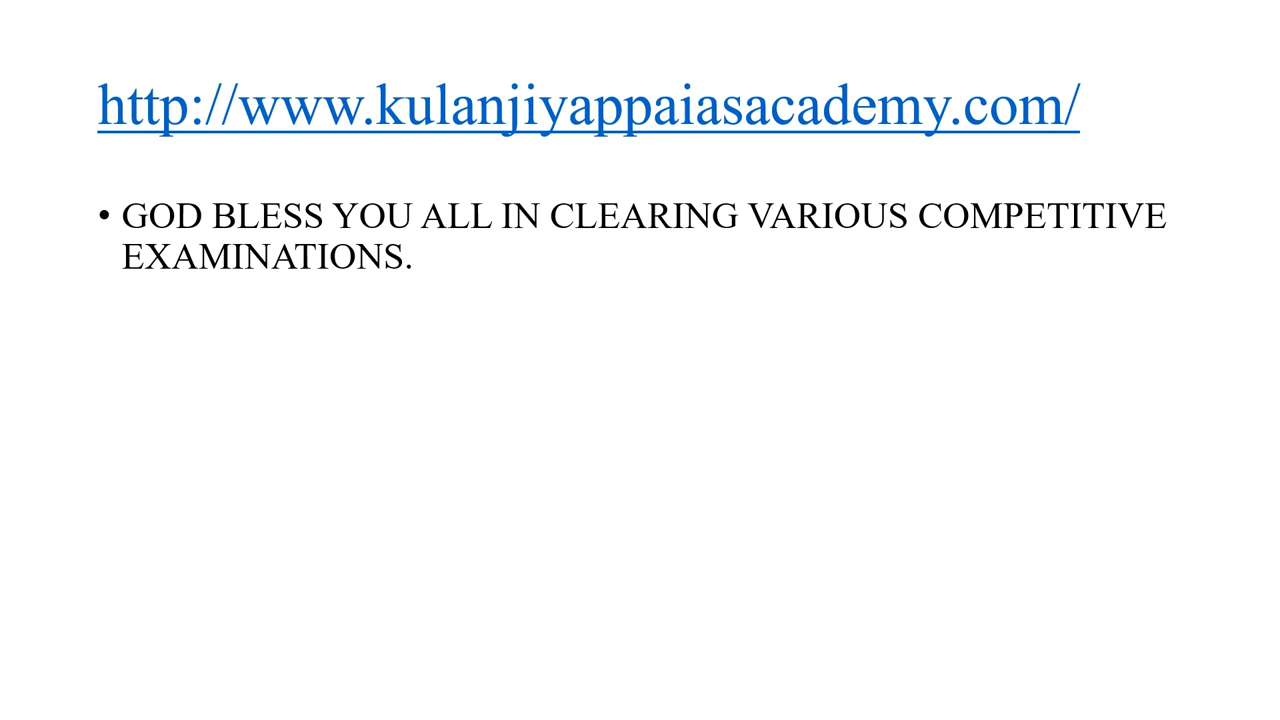 http://www.kulanjiyappaiasacademy.com/
• GOD BLESS YOU ALL IN CLEARING VARIOUS COMPETITIVE
EXAMINATIONS.